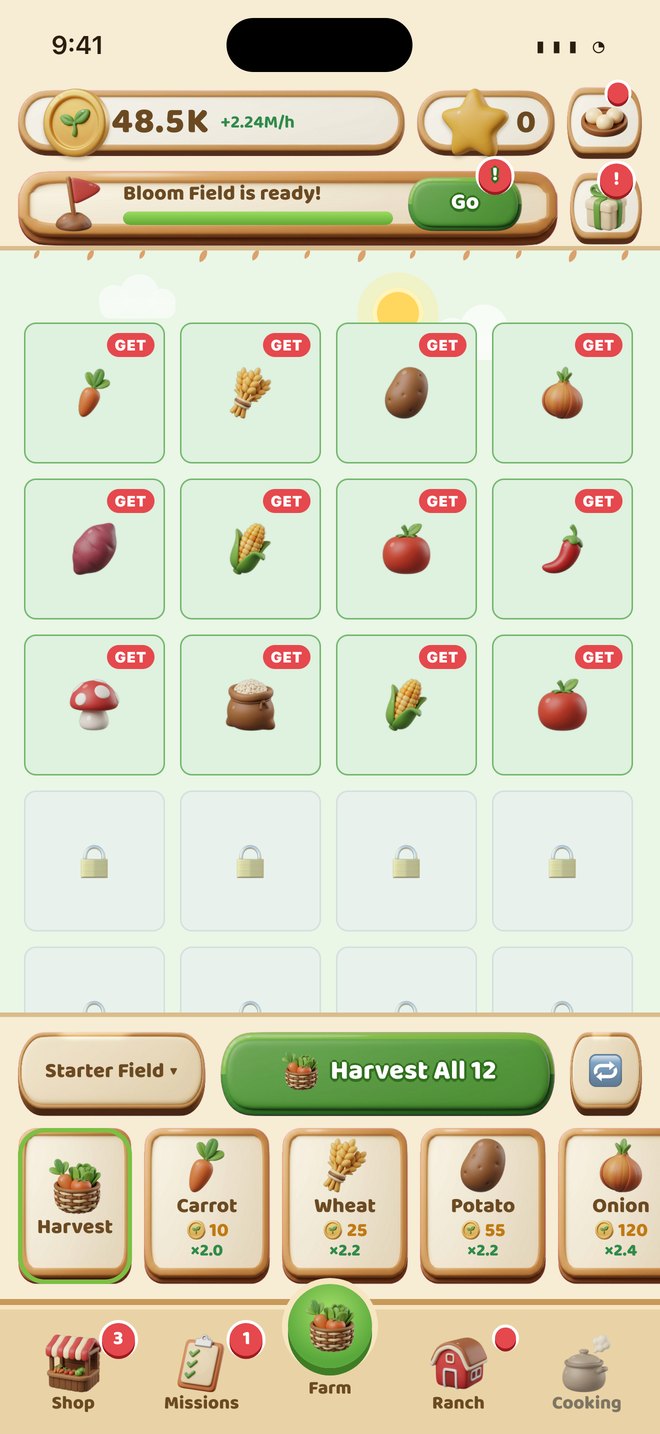 9:41
48.5K +2.24M/h
0
Bloom Field is ready!
Go
!
!
GET GET GET GET
GET GET GET GET
GET GET GET GET
Starter Field ▾
Harvest All 12
Harvest
Carrot
10
×2.0
Wheat
25
×2.2
Potato
55
×2.2
Onion
120
×2.4
3
Shop
1
Missions
Farm
Ranch
Cooking